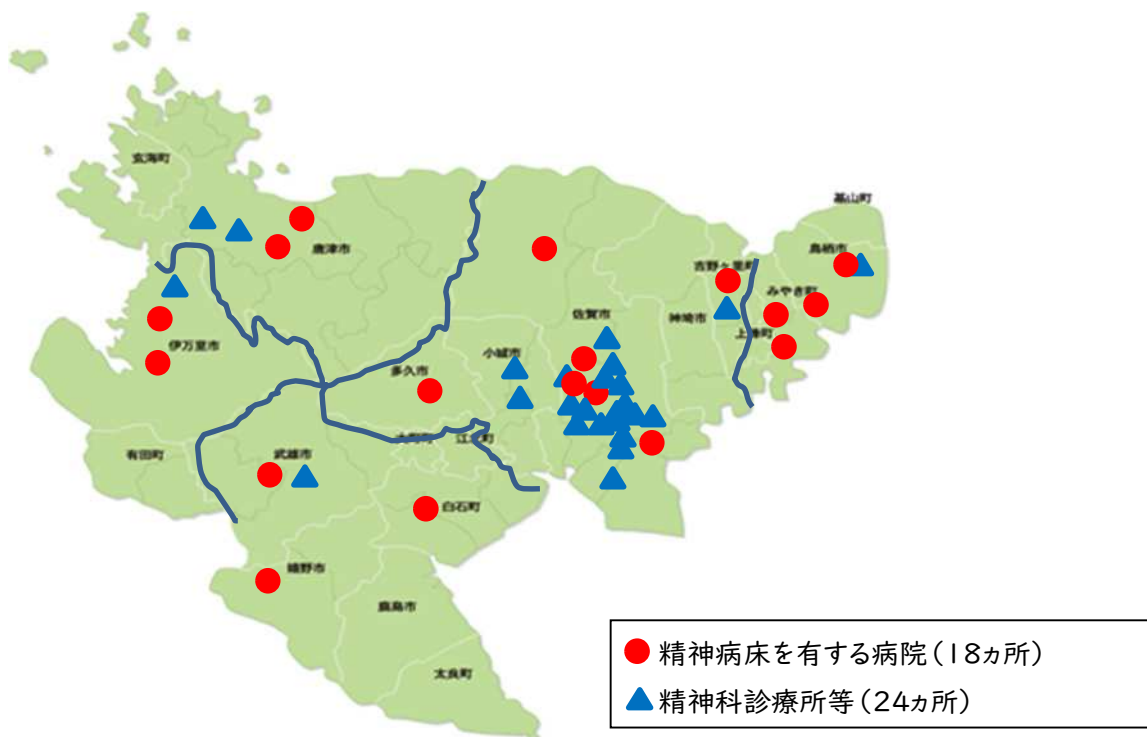 玄海町
基山町
唐津市
鳥栖市
吉野ヶ里町
みやき町
佐賀市
神埼市
上峰町
伊万里市
小城市
多久市
大町町
江北町
有田町
武雄市
白石町
嬉野市
鹿島市
太良町
精神病床を有する病院(18ヵ所)
精神科診療所等(24ヵ所)